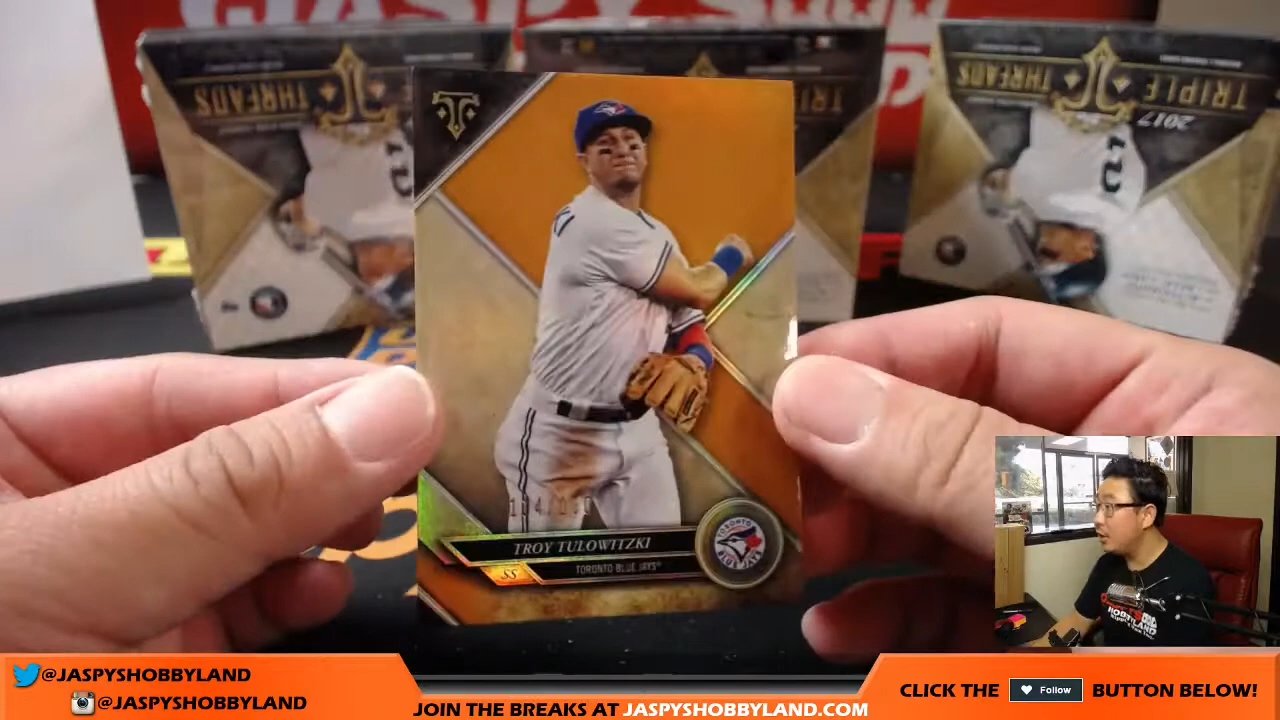 THREADS
TRIPLE
THREADS
2017
TROY TULOWITZKI
SS
TORONTO BLUE JAYS
TORONTO
BLUE JAYS
HOBBYLAND
@JASPYSHOBBYLAND
@JASPYSHOBBYLAND
JOIN THE BREAKS AT JASPYSHOBBYLAND.COM
CLICK THE Follow BUTTON BELOW!